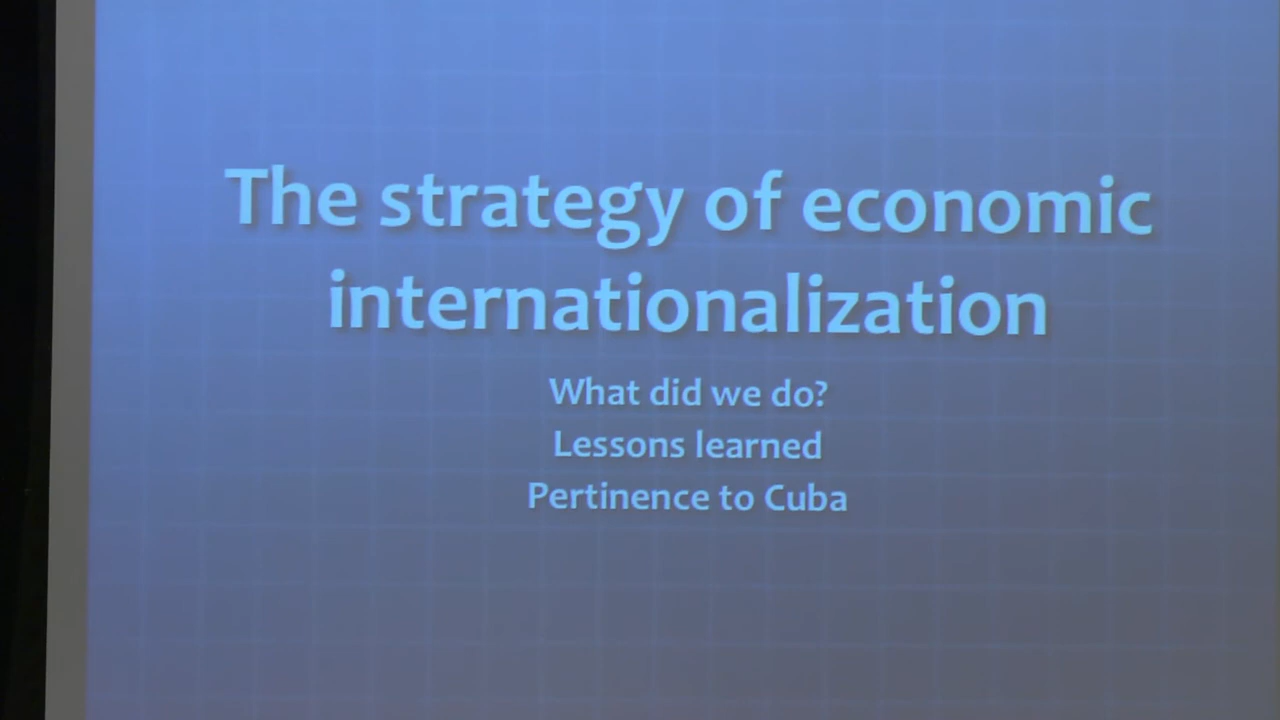 The strategy of economic
internationalization
What did we do?
Lessons learned
Pertinence to Cuba